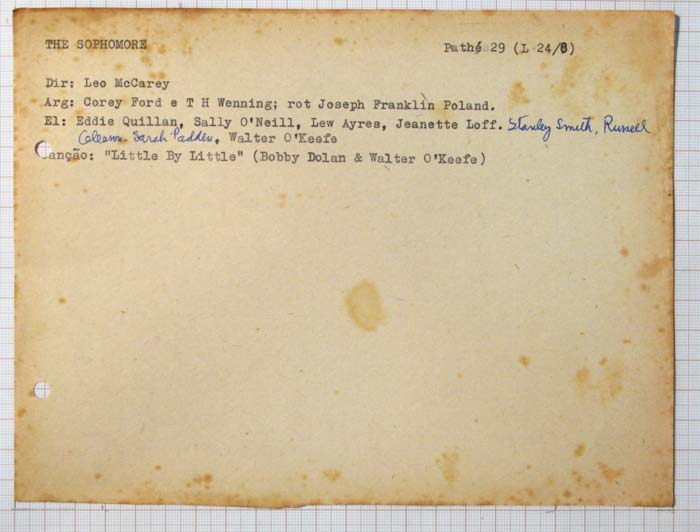 THE SOPHOMORE Pathé 29 (L 24/8)
Dir: Leo McCarey
Arg: Corey Ford e T H Wenning; rot Joseph Franklin Poland.
El: Eddie Quillan, Sally O'Neill, Lew Ayres, Jeanette Loff. Stanley Smith, Russell
Coleann Sarah Padden, Walter O'Keefe
anção: "Little By Little" (Bobby Dolan & Walter O'Keefe)